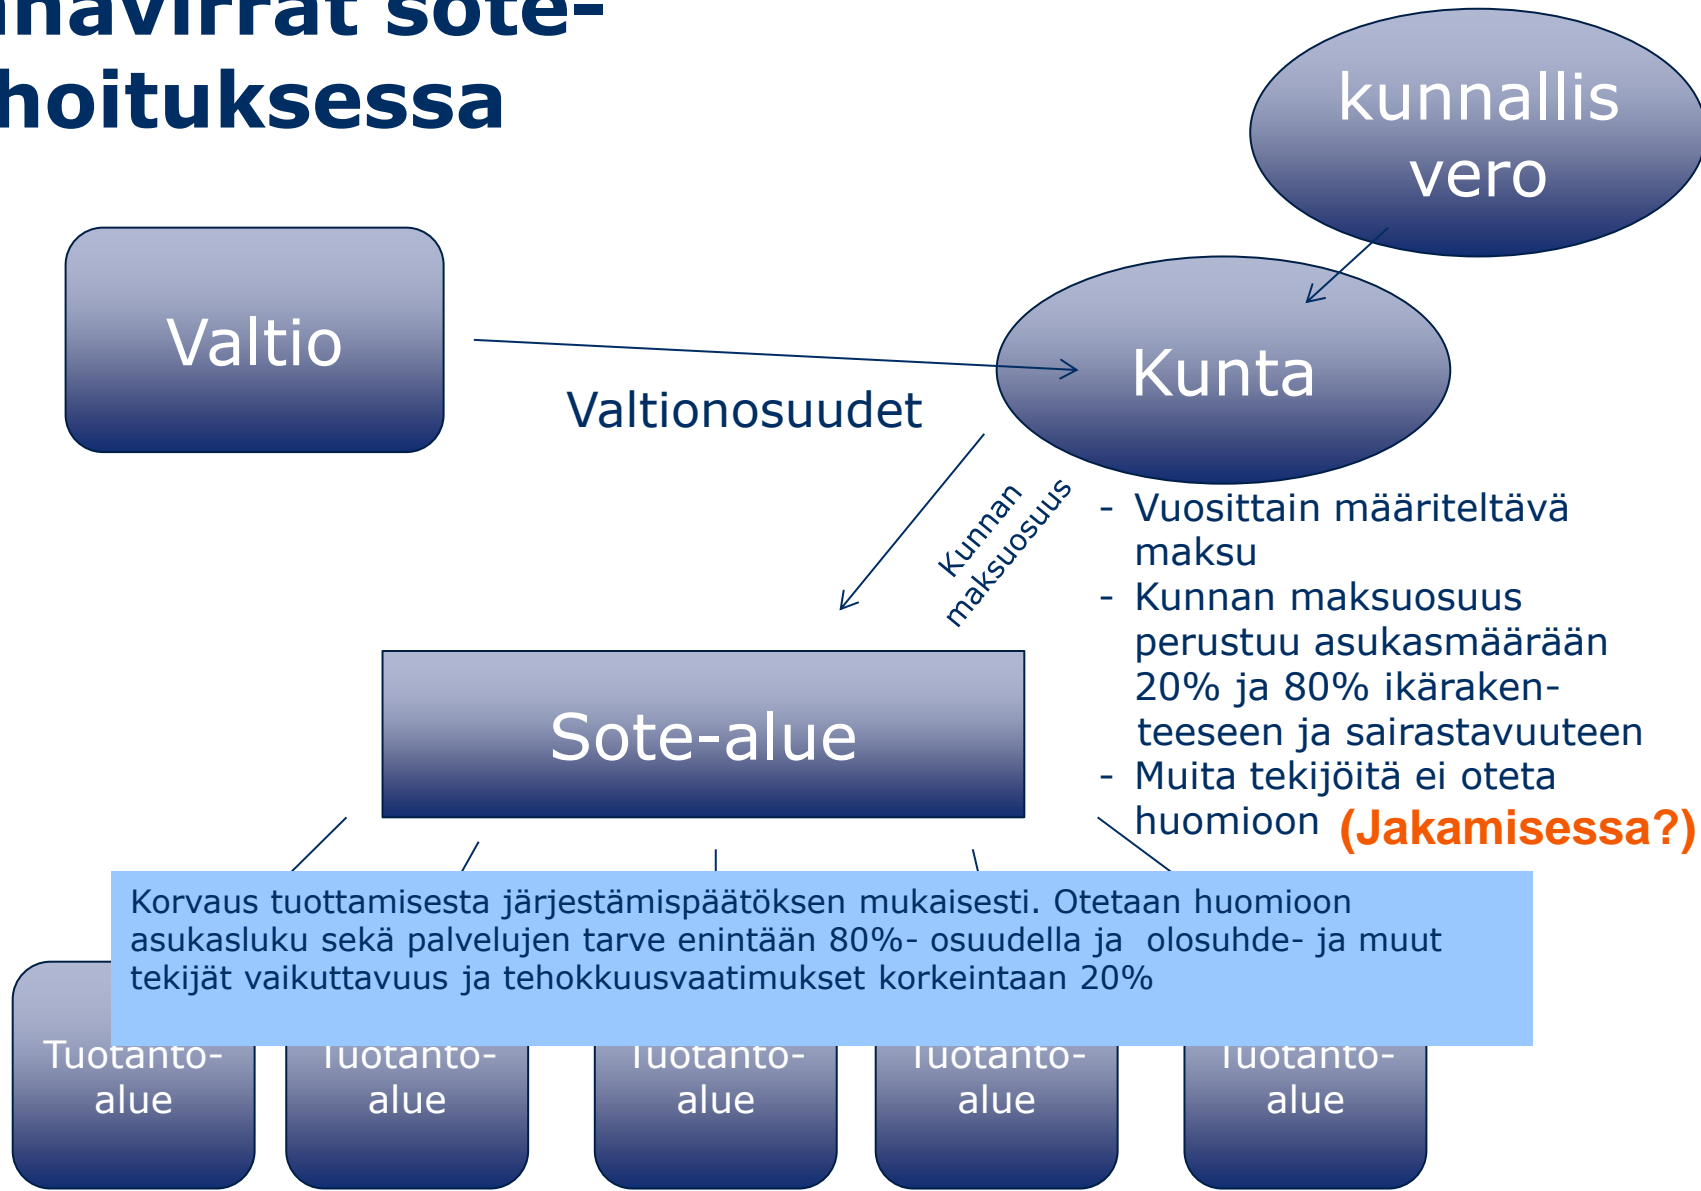 navirrat sote-
hoituksessa
kunnallis
vero
Valtio
Kunta
Valtionosuudet
Kunnan
maksuosuus
- Vuosittain määriteltävä
maksu
- Kunnan maksuosuus
perustuu asukasmäärään
20% ja 80% ikäraken-
teeseen ja sairastavuuteen
- Muita tekijöitä ei oteta
huomioon (Jakamisessa?)
Sote-alue
Korvaus tuottamisesta järjestämispäätöksen mukaisesti. Otetaan huomioon
asukasluku sekä palvelujen tarve enintään 80%- osuudella ja olosuhde- ja muut
tekijät vaikuttavuus ja tehokkuusvaatimukset korkeintaan 20%
Tuotanto-
alue
Tuotanto-
alue
Tuotanto-
alue
Tuotanto-
alue
Tuotanto-
alue